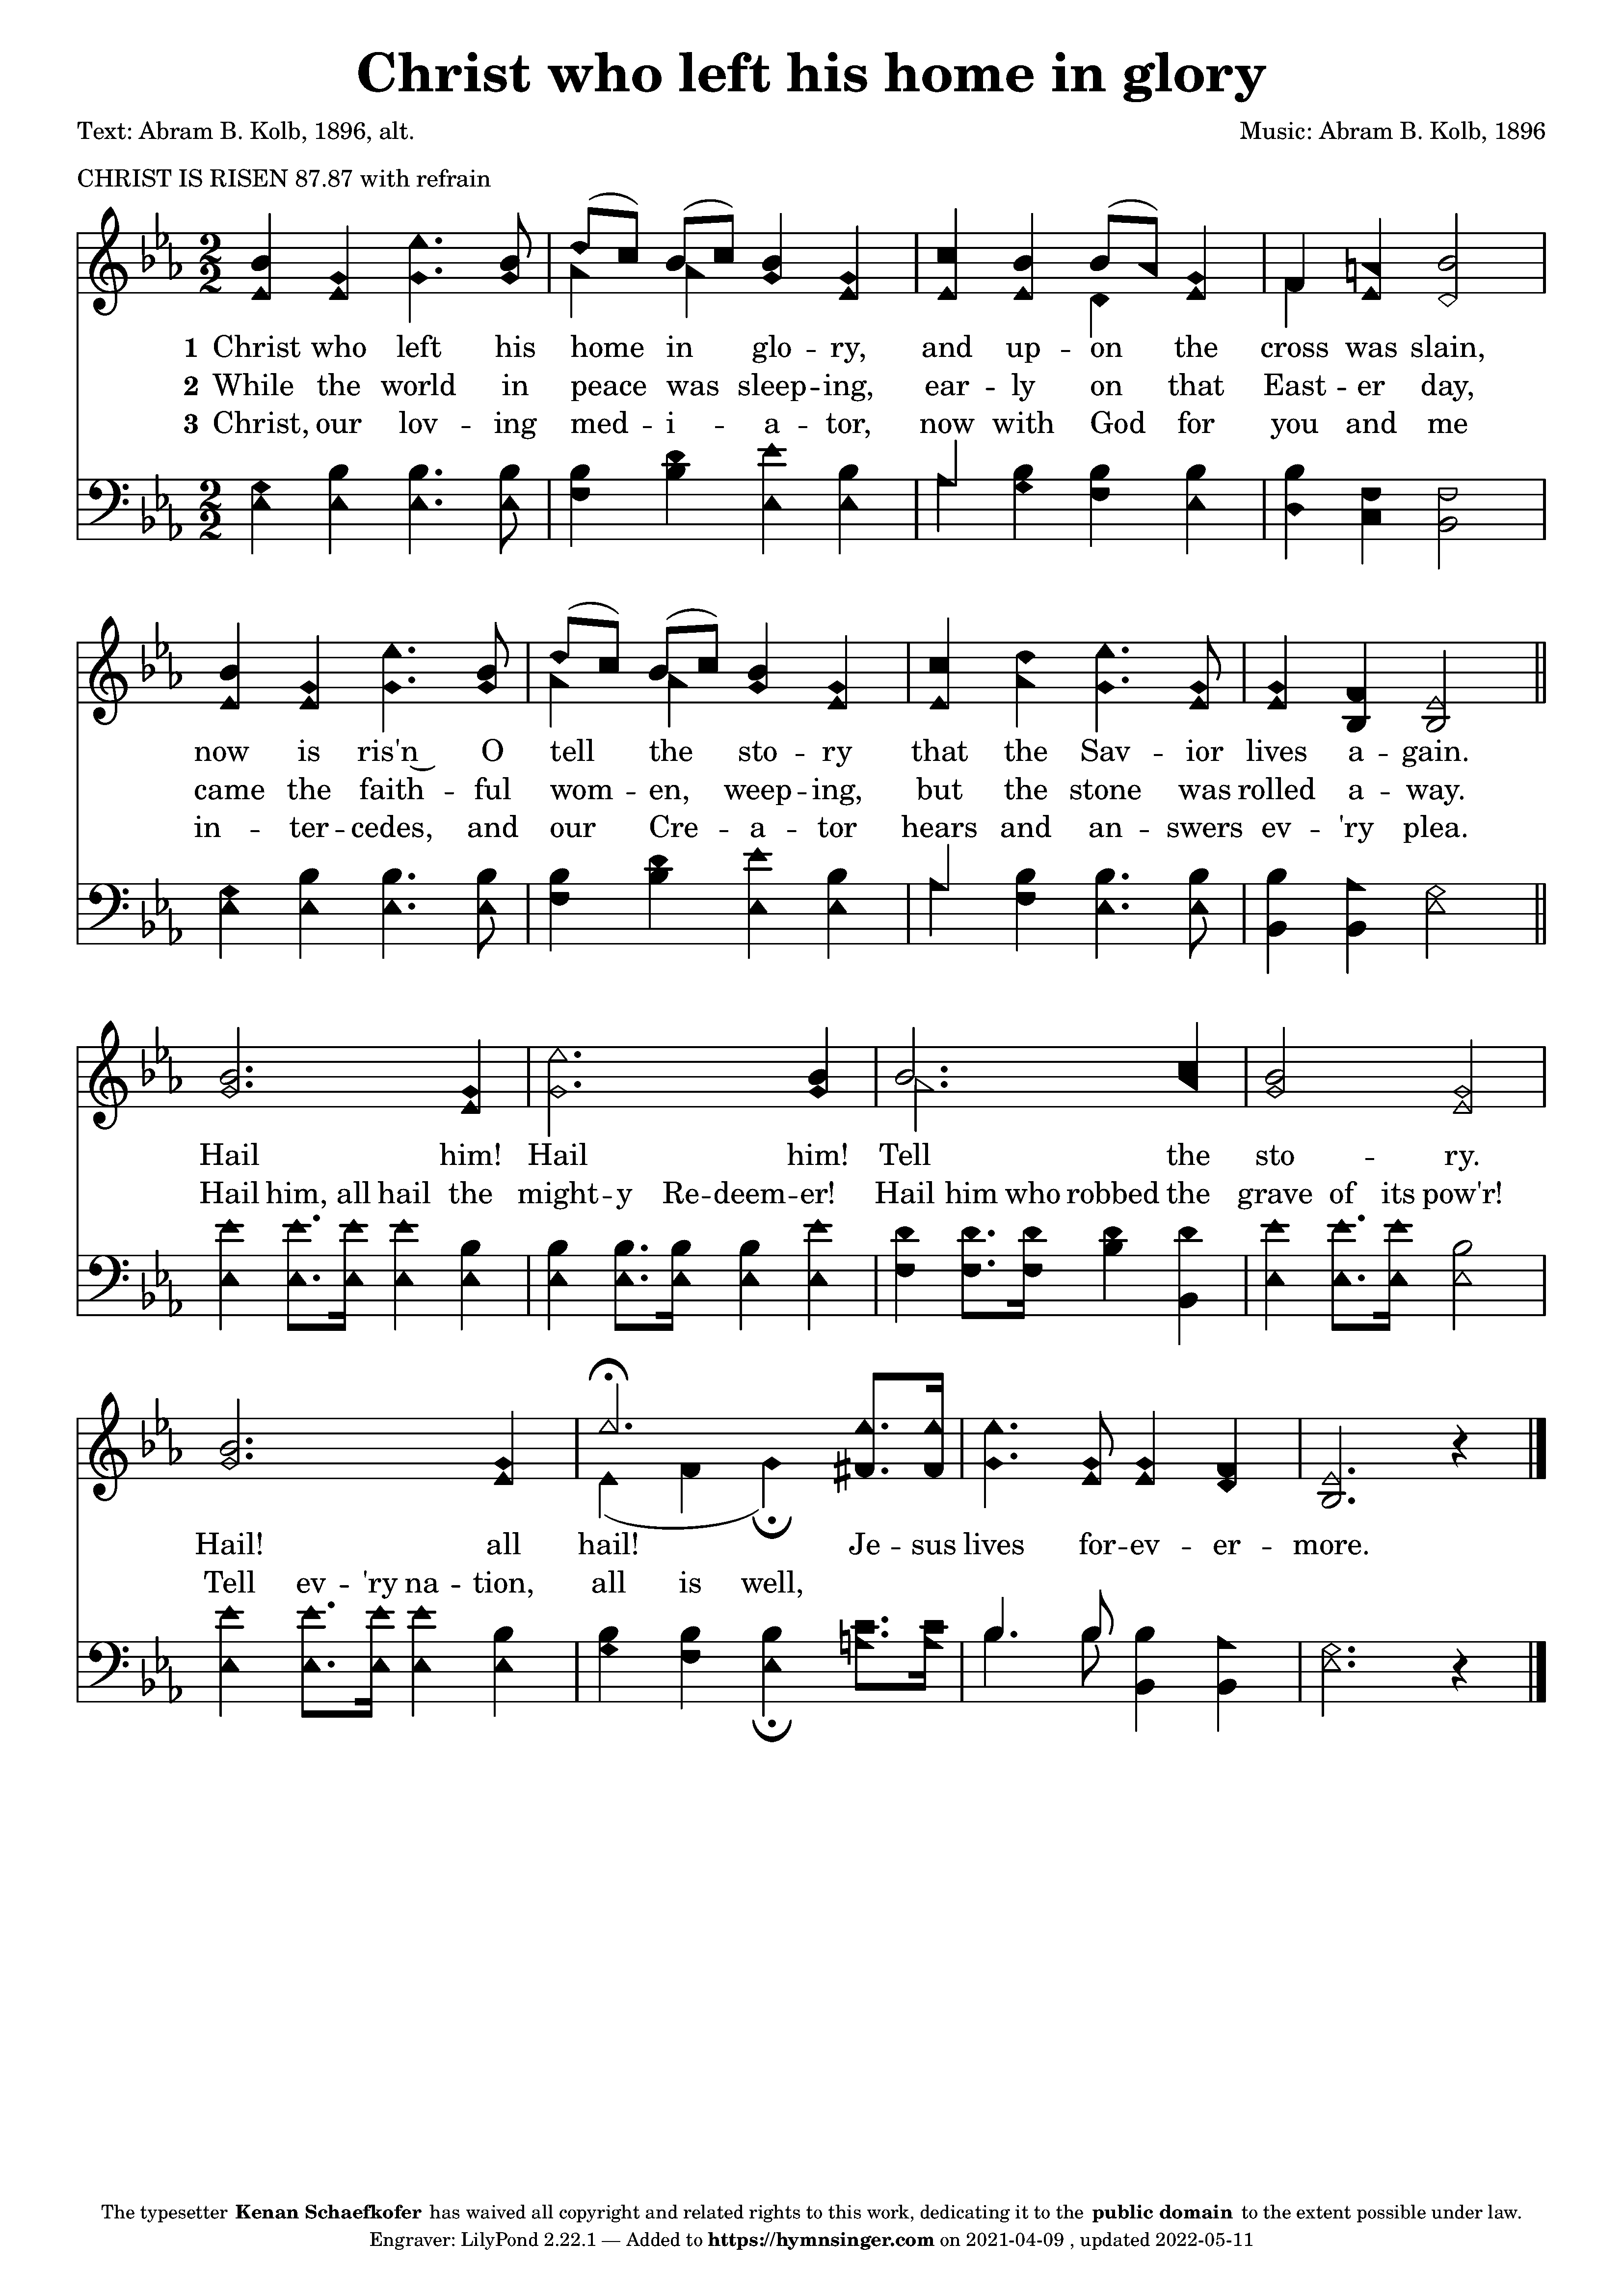 Christ who left his home in glory
Text: Abram B. Kolb, 1896, alt.
Music: Abram B. Kolb, 1896
CHRIST IS RISEN 87.87 with refrain
1 Christ who left his home in glo -- ry, and up -- on the cross was slain,
2 While the world in peace was sleep -- ing, ear -- ly on that East -- er day,
3 Christ, our lov -- ing med -- i -- a -- tor, now with God for you and me
now is ris'n‿ O tell the sto -- ry that the Sav -- ior lives a -- gain.
came the faith -- ful wom -- en, weep -- ing, but the stone was rolled a -- way.
in -- ter -- cedes, and our Cre -- a -- tor hears and an -- swers ev -- 'ry plea.
Hail him! Hail him! Tell the sto -- ry.
Hail him, all hail the might -- y Re -- deem -- er! Hail him who robbed the grave of its pow'r!
Hail! all hail! Je -- sus lives for -- ev -- er -- more.
Tell ev -- 'ry na -- tion, all is well,
The typesetter Kenan Schaefkofer has waived all copyright and related rights to this work, dedicating it to the public domain to the extent possible under law.
Engraver: LilyPond 2.22.1 — Added to https://hymnsinger.com on 2021-04-09 , updated 2022-05-11